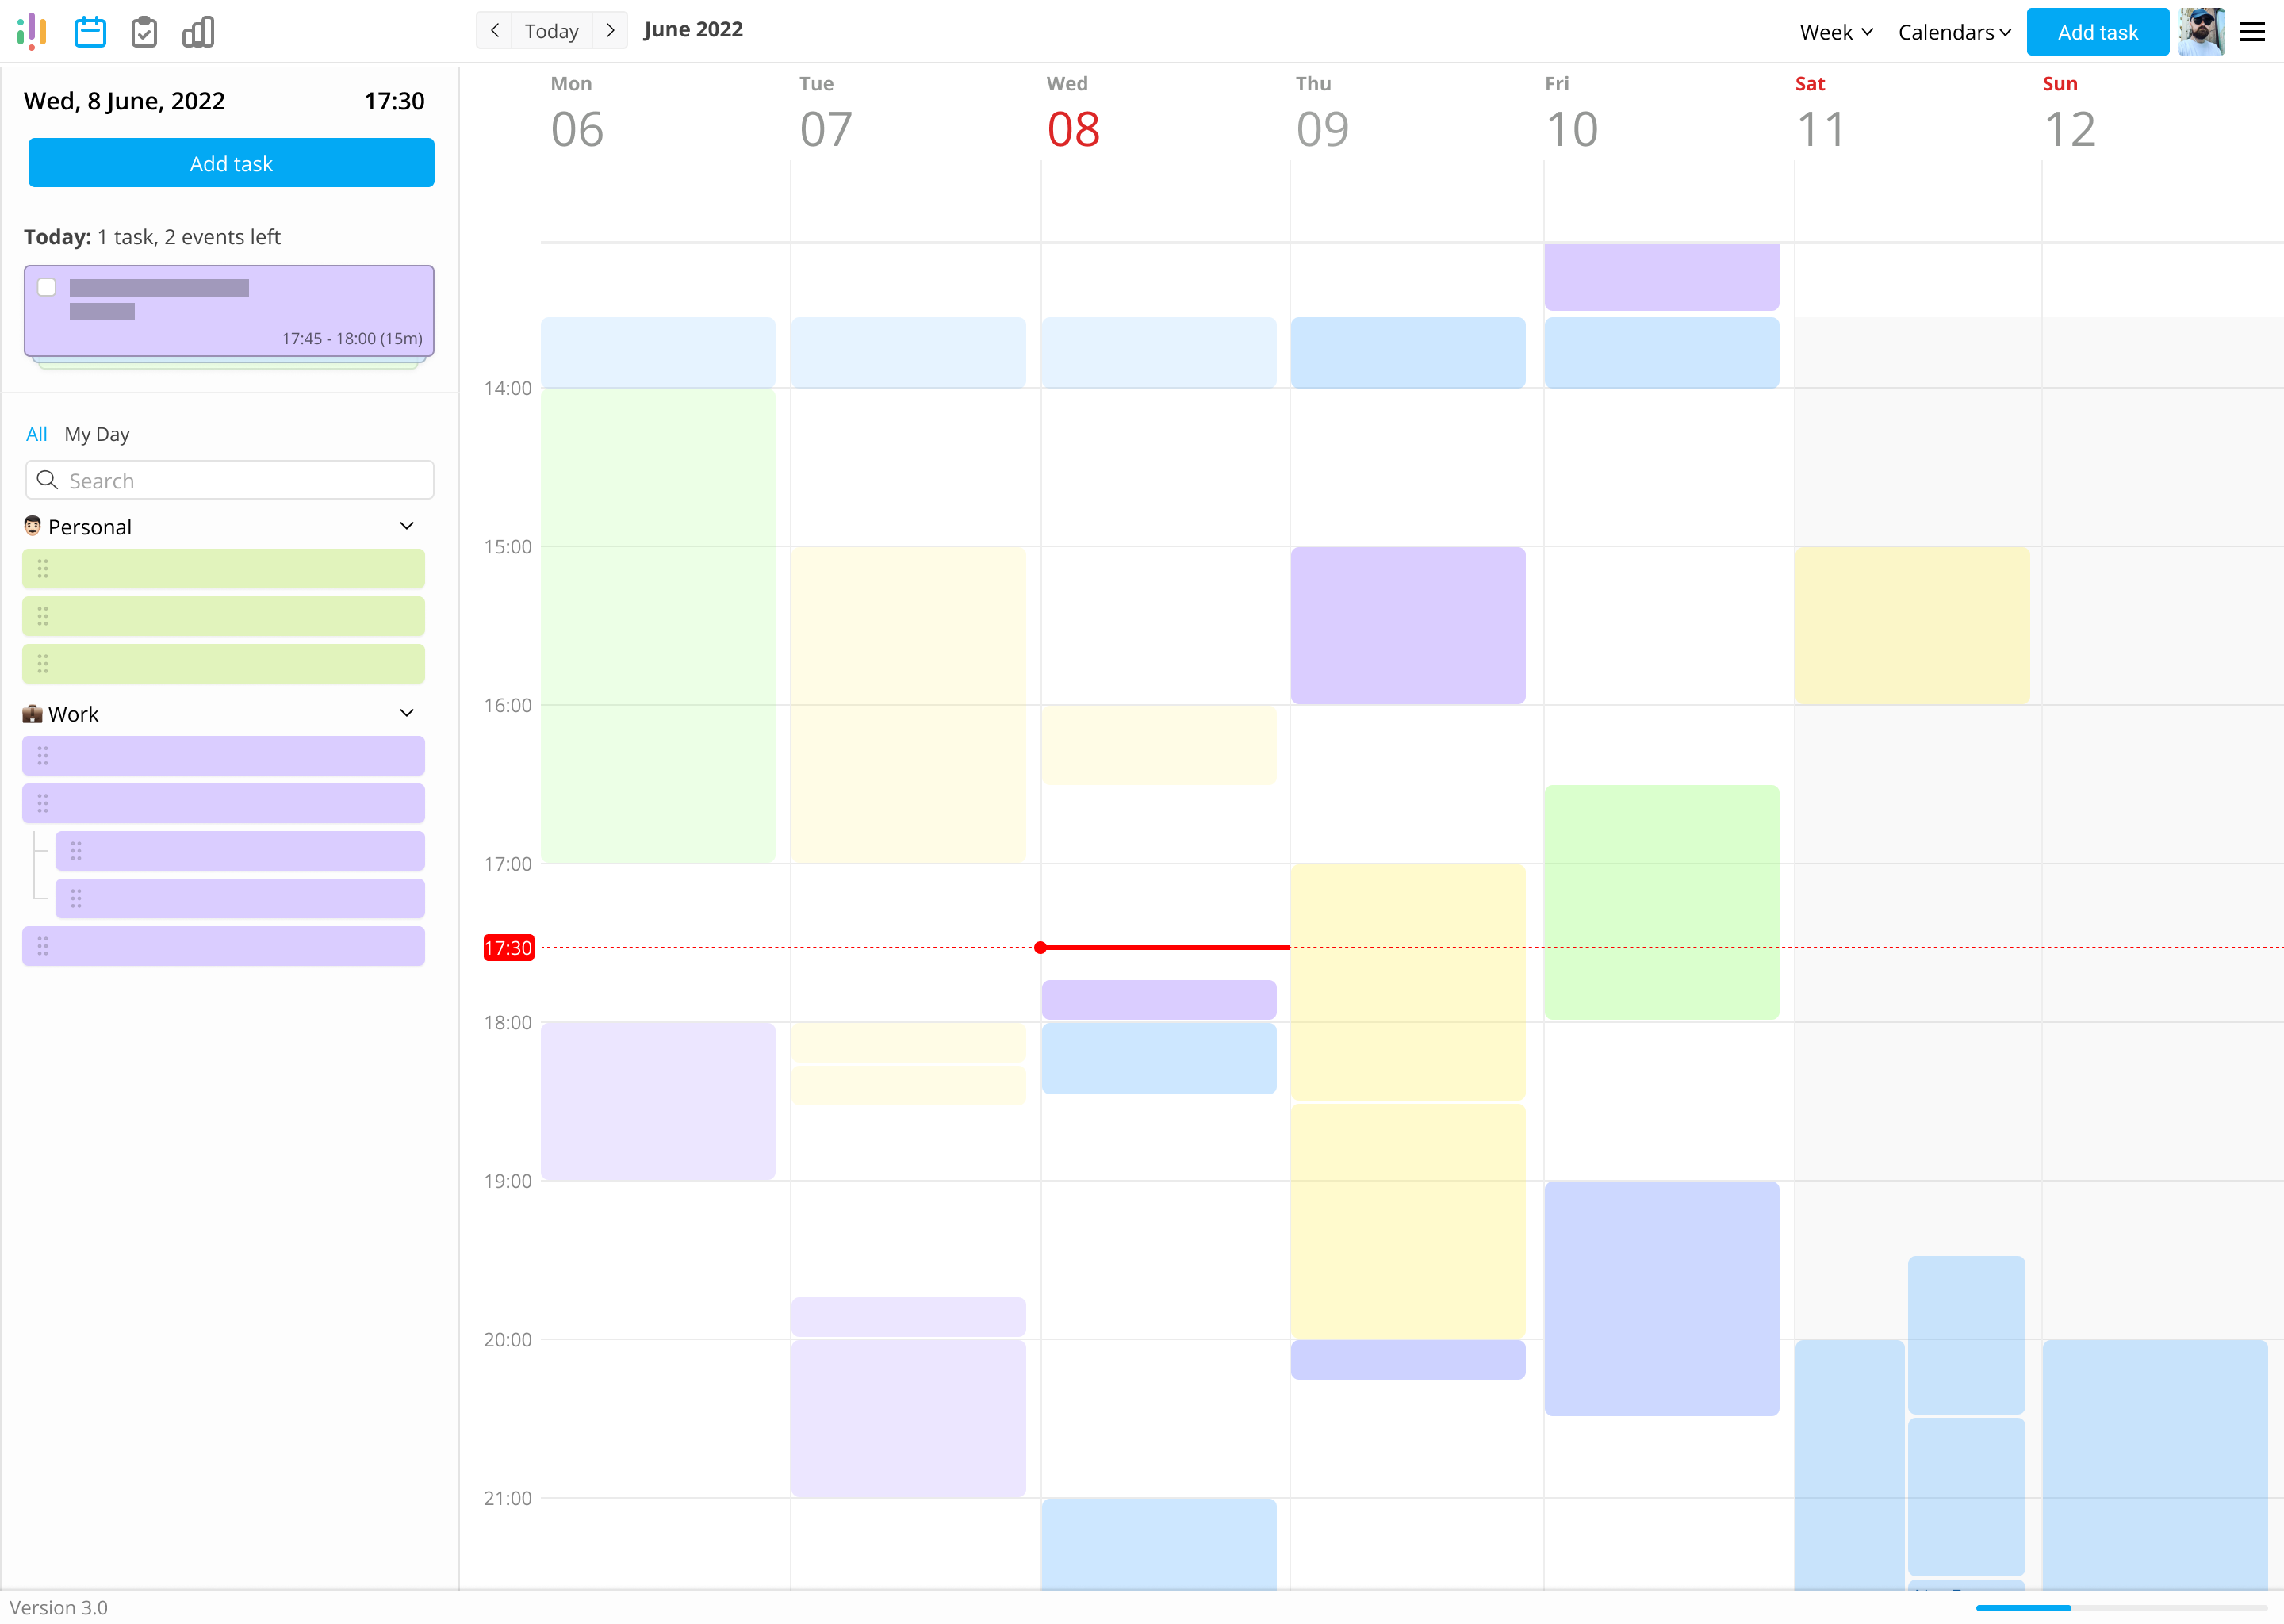 Today
June 2022
Week
Calendars
Add task
Wed, 8 June, 2022
17:30
Add task
Today: 1 task, 2 events left
17:45 - 18:00 (15m)
All
My Day
Search
Personal
Work
Mon
06
Tue
07
Wed
08
Thu
09
Fri
10
Sat
11
Sun
12
14:00
15:00
16:00
17:00
17:30
18:00
19:00
20:00
21:00
Version 3.0